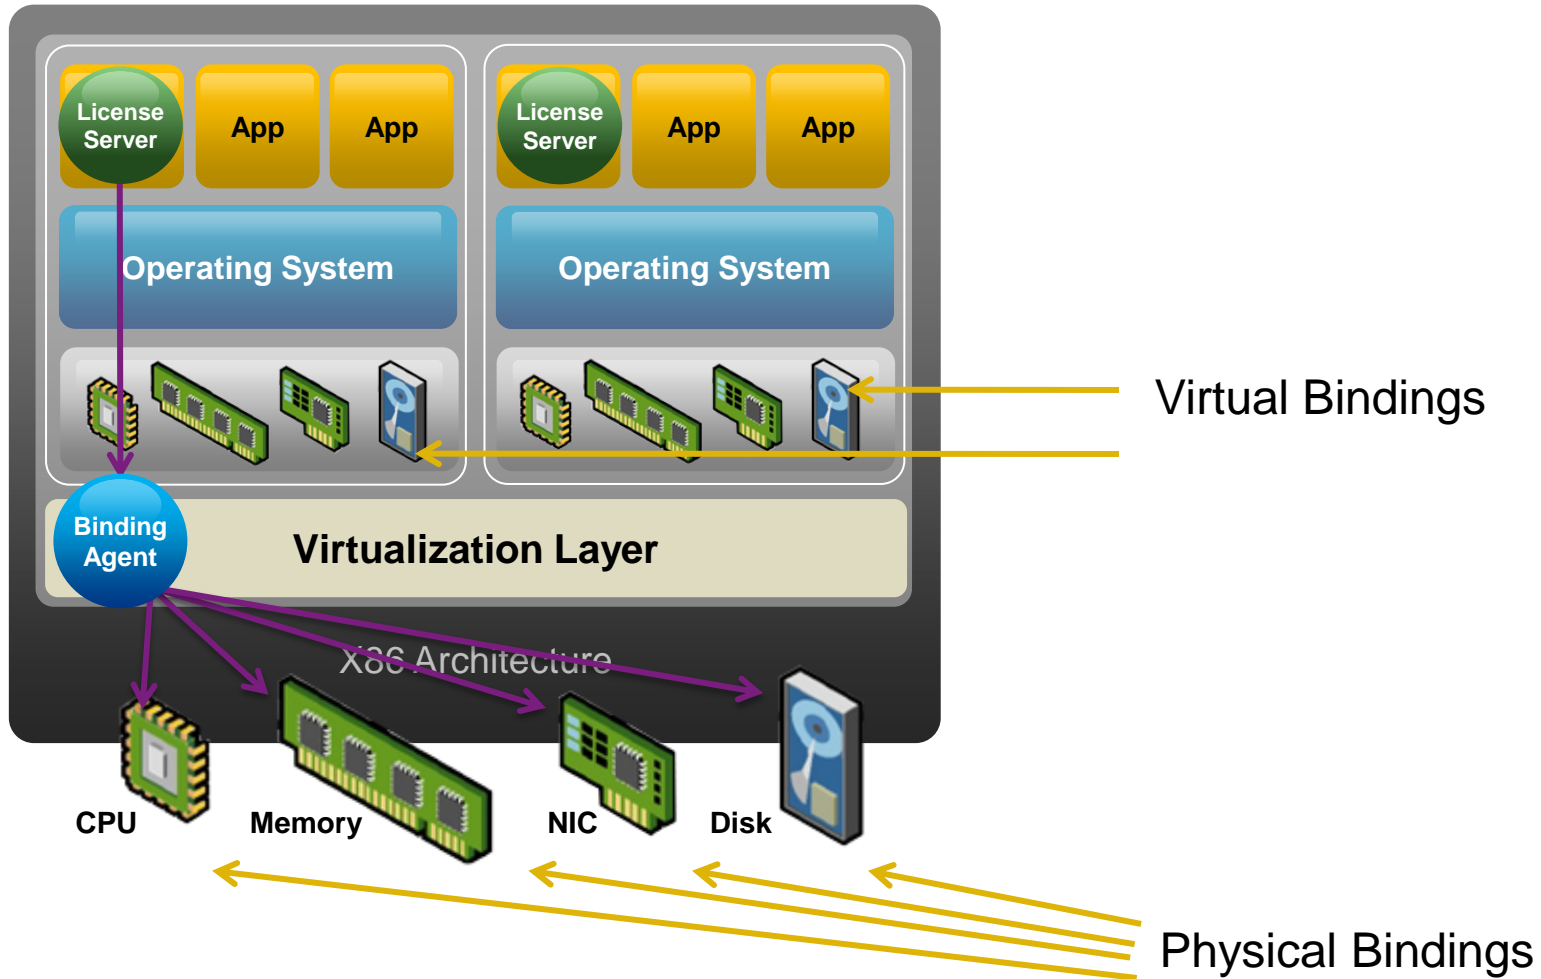 License
Server
App
App
License
Server
App
App
Operating System
Operating System
Virtual Bindings
Binding
Agent
Virtualization Layer
X86 Architecture
CPU
Memory
NIC
Disk
Physical Bindings